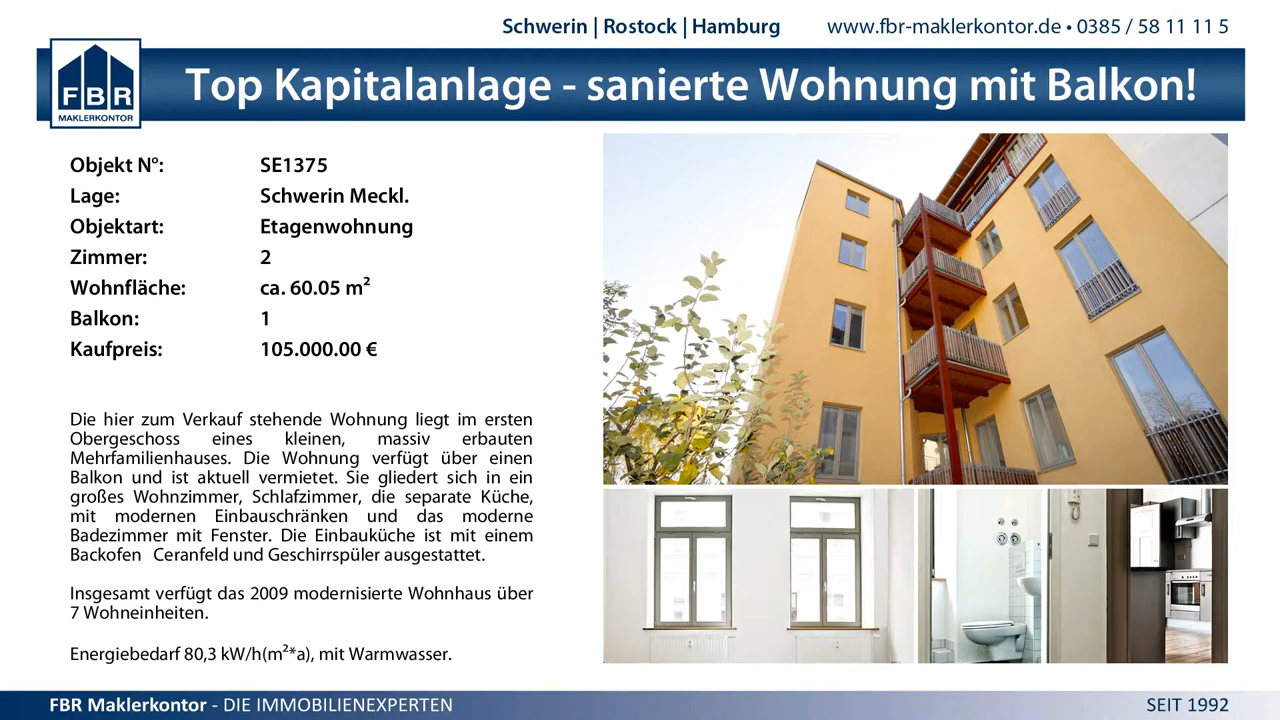 Schwerin | Rostock | Hamburg www.fbr-maklerkontor.de • 0385 / 58 11 11 5
FBR
MAKLERKONTOR
Top Kapitalanlage - sanierte Wohnung mit Balkon!
Objekt N°: SE1375
Lage: Schwerin Meckl.
Objektart: Etagenwohnung
Zimmer: 2
Wohnfläche: ca. 60.05 m²
Balkon: 1
Kaufpreis: 105.000.00 €
Die hier zum Verkauf stehende Wohnung liegt im ersten
Obergeschoss eines kleinen, massiv erbauten
Mehrfamilienhauses. Die Wohnung verfügt über einen
Balkon und ist aktuell vermietet. Sie gliedert sich in ein
großes Wohnzimmer, Schlafzimmer, die separate Küche,
mit modernen Einbauschränken und das moderne
Badezimmer mit Fenster. Die Einbauküche ist mit einem
Backofen Ceranfeld und Geschirrspüler ausgestattet.
Insgesamt verfügt das 2009 modernisierte Wohnhaus über
7 Wohneinheiten.
Energiebedarf 80,3 kW/h(m²*a), mit Warmwasser.
FBR Maklerkontor - DIE IMMOBILIENEXPERTEN SEIT 1992